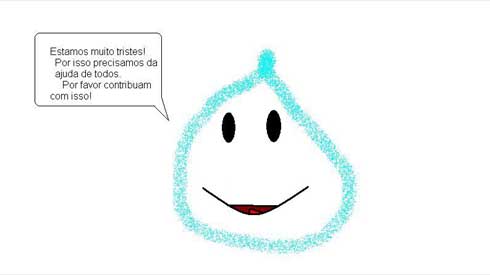 Estamos muito tristes!
Por isso precisamos da
ajuda de todos.
Por favor contribuam
com isso!